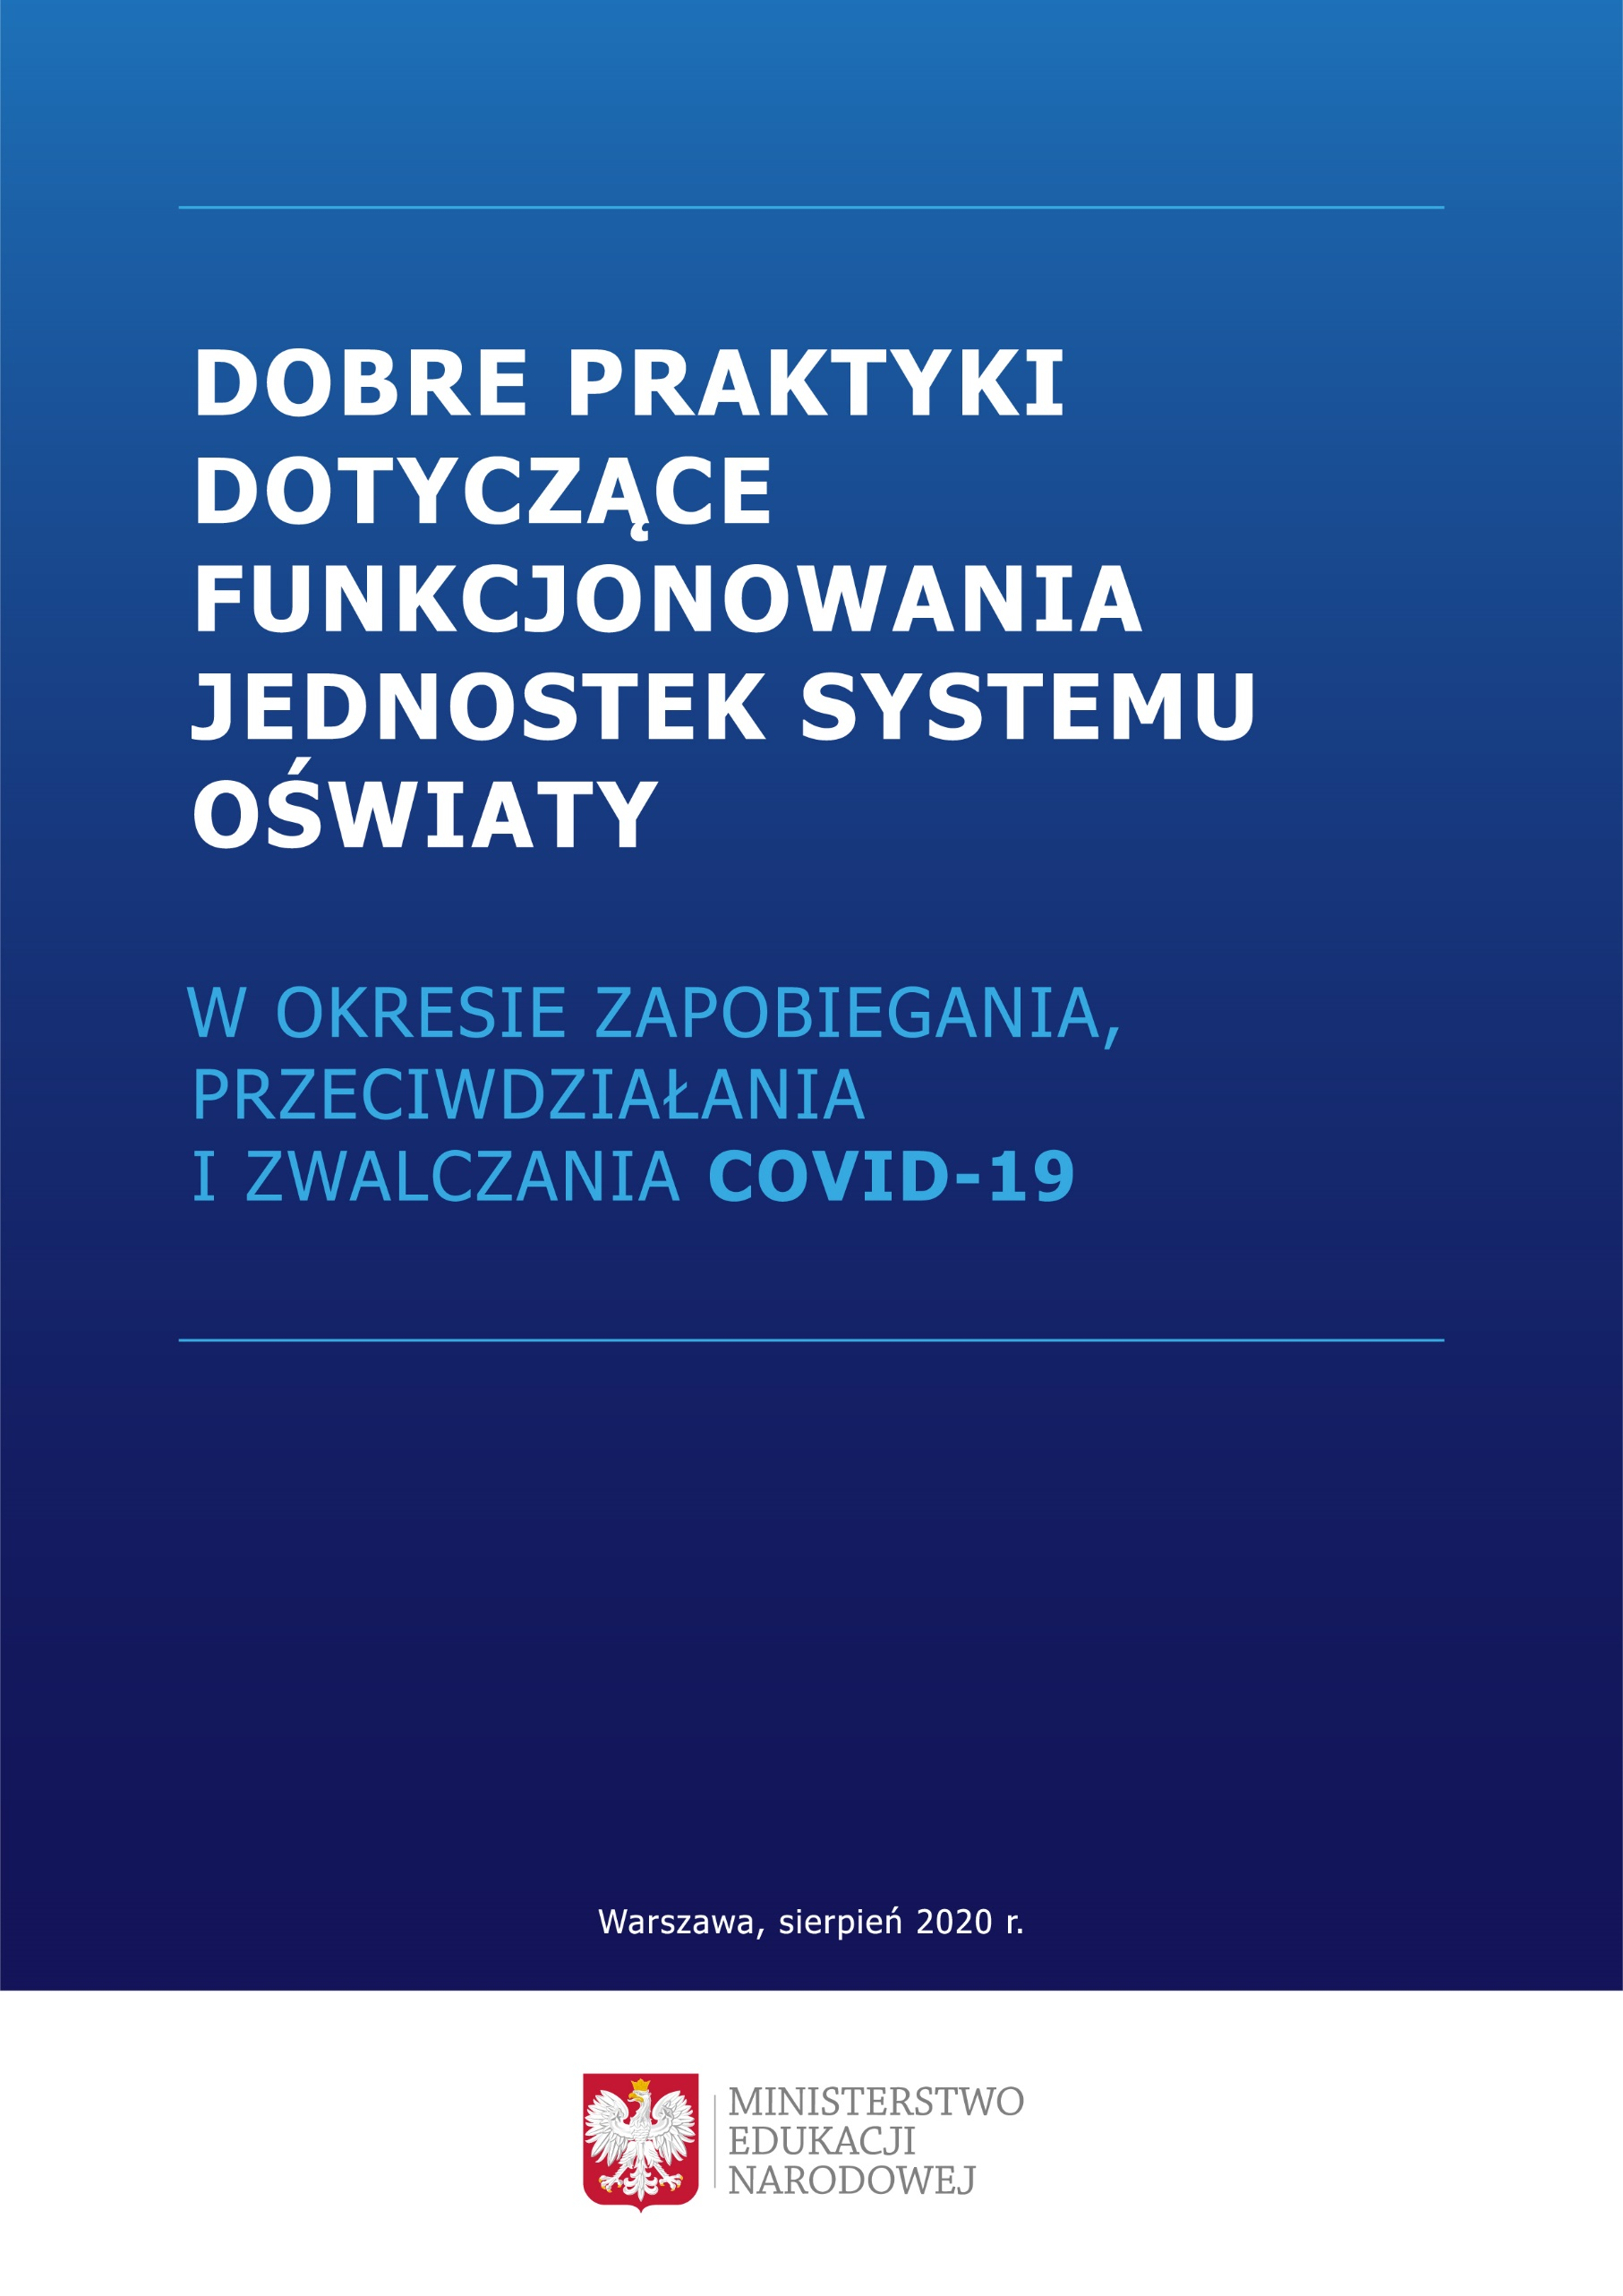 DOBRE PRAKTYKI
DOTYCZĄCE
FUNKCJONOWANIA
JEDNOSTEK SYSTEMU
OŚWIATY
W OKRESIE ZAPOBIEGANIA,
PRZECIWDZIAŁANIA
I ZWALCZANIA COVID-19
Warszawa, sierpień 2020 r.
MINISTERSTWO
EDUKACJI
NARODOWEJ